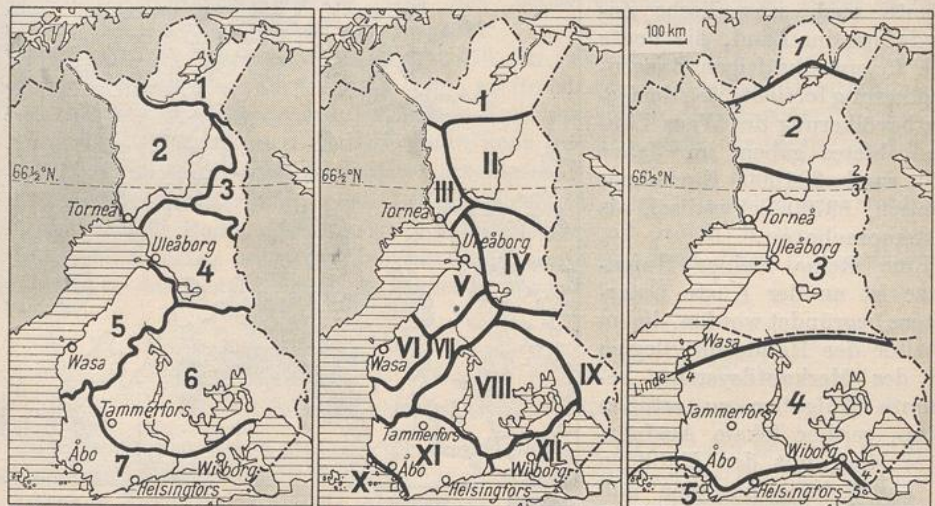 1
2
3
66½°N.
Torneå
Uleåborg
4
5
Wasa
6
Tammerfors
Åbo
7
Wiborg
Helsingfors
I
II
66½°N.
III
Torneå
Uleåborg
IV
V
VI
VII
Wasa
VIII
IX
Tammerfors
XI
XII
Åbo
Wiborg
X
Helsingfors
100 km
1
2
2
66½°N.
2
3
Torneå
Uleåborg
3
Wasa
3
4
Linde
4
Tammerfors
Åbo
Wiborg
5
Helsingfors
5